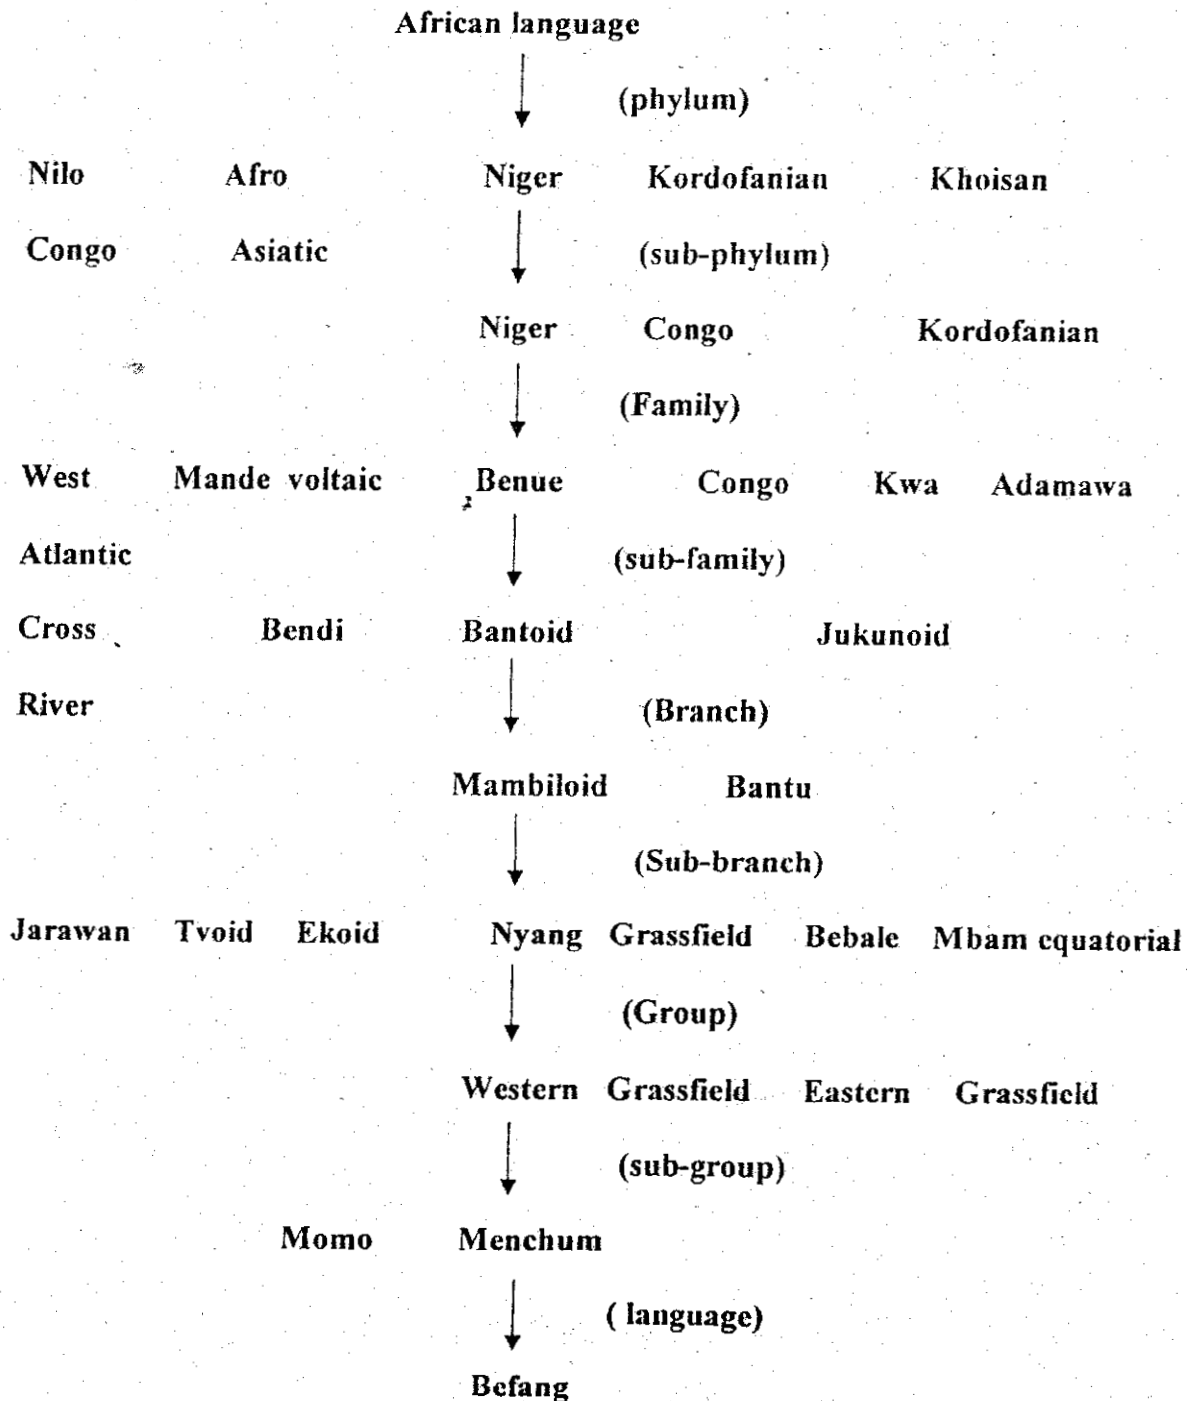 African language
(phylum)
Nilo Afro Niger Kordofanian Khoisan
Congo Asiatic (sub-phylum)
Niger Congo Kordofanian
(Family)
West Mande voltaic Benue Congo Kwa Adamawa
Atlantic (sub-family)
Cross Bendi Bantoid Jukunoid
River (Branch)
Mambiloid Bantu
(Sub-branch)
Jarawan Tvoid Ekoid Nyang Grassfield Bebale Mbam equatorial
(Group)
Western Grassfield Eastern Grassfield
(sub-group)
Momo Menchum
( language)
Befang